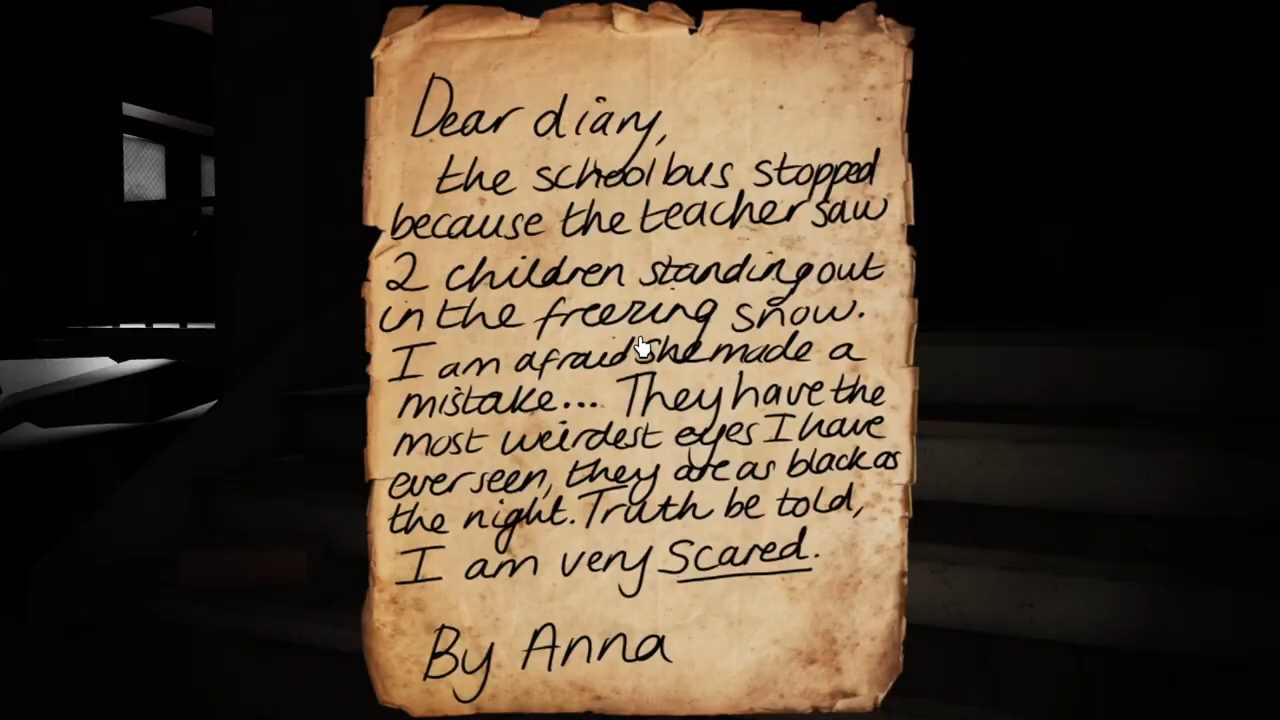 Dear diary,
the school bus stopped
because the teacher saw
2 children standing out
in the freezing snow.
I am afraid she made a
mistake... They have the
most weirdest eyes I have
ever seen, they are as black as
the night. Truth be told,
I am very Scared.
By Anna